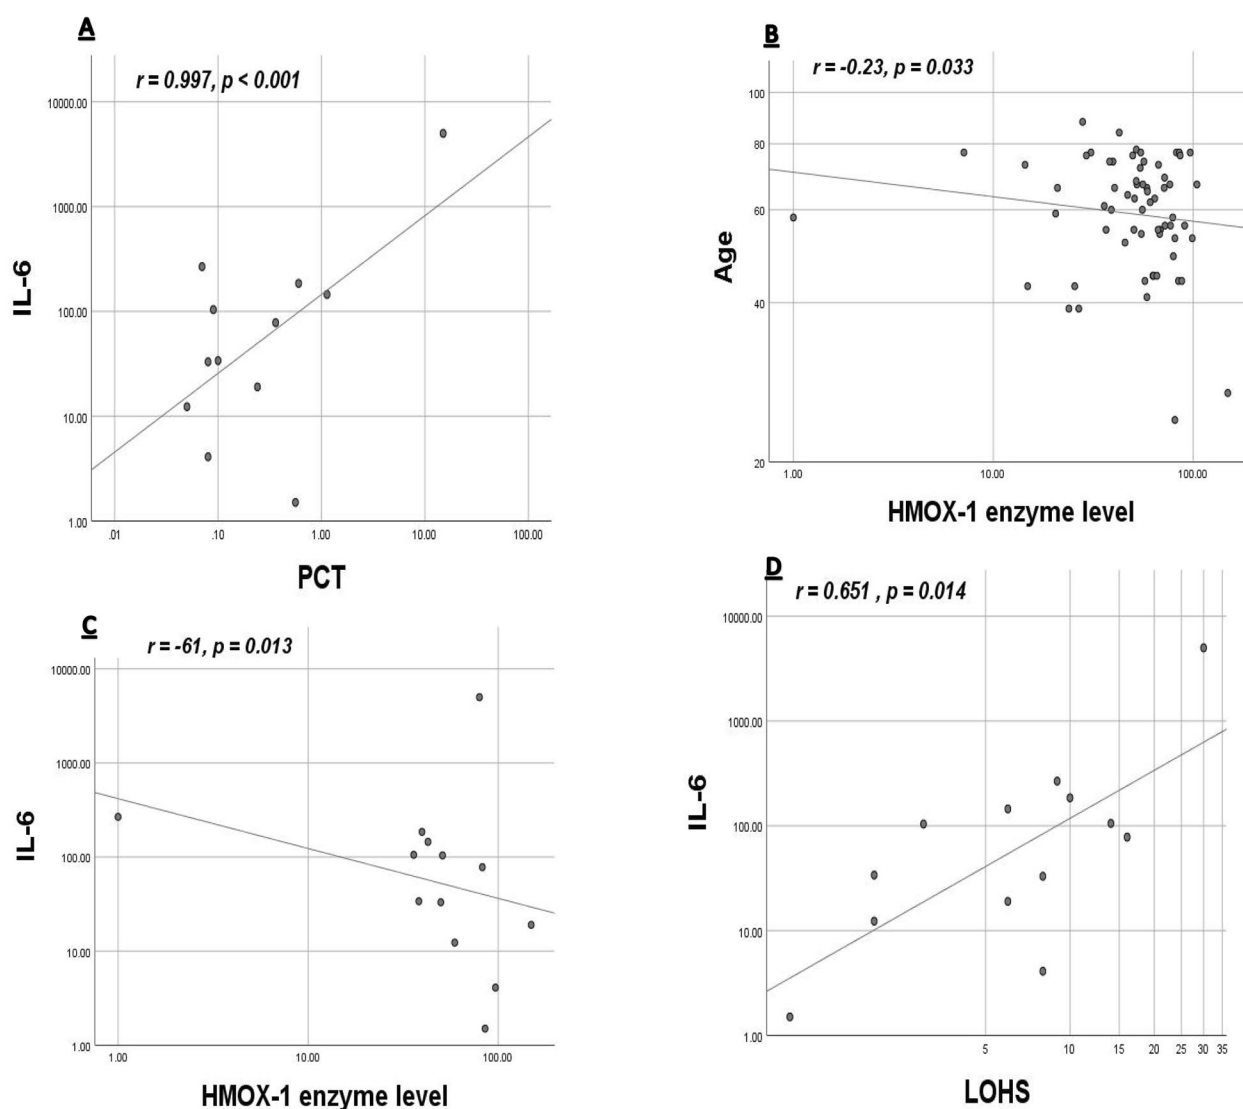 A
r = 0.997, p < 0.001
10000.00
1000.00
100.00
10.00
1.00
IL-6
.01
.10
1.00
10.00
100.00
PCT
B
r = -0.23, p = 0.033
100
80
60
40
20
Age
1.00
10.00
100.00
HMOX-1 enzyme level
C
r = -61, p = 0.013
10000.00
1000.00
100.00
10.00
1.00
IL-6
1.00
10.00
100.00
HMOX-1 enzyme level
D
r = 0.651 , p = 0.014
10000.00
1000.00
100.00
10.00
1.00
IL-6
5
10
15
20
25
30
35
LOHS